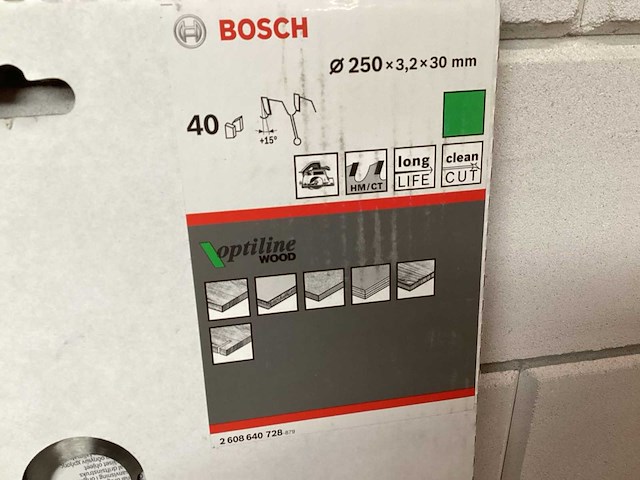 BOSCH
Ø 250 × 3,2 × 30 mm
40
+15°
HM/CT
long
LIFE
clean
CUT
optiline
WOOD
2 608 640 728-879